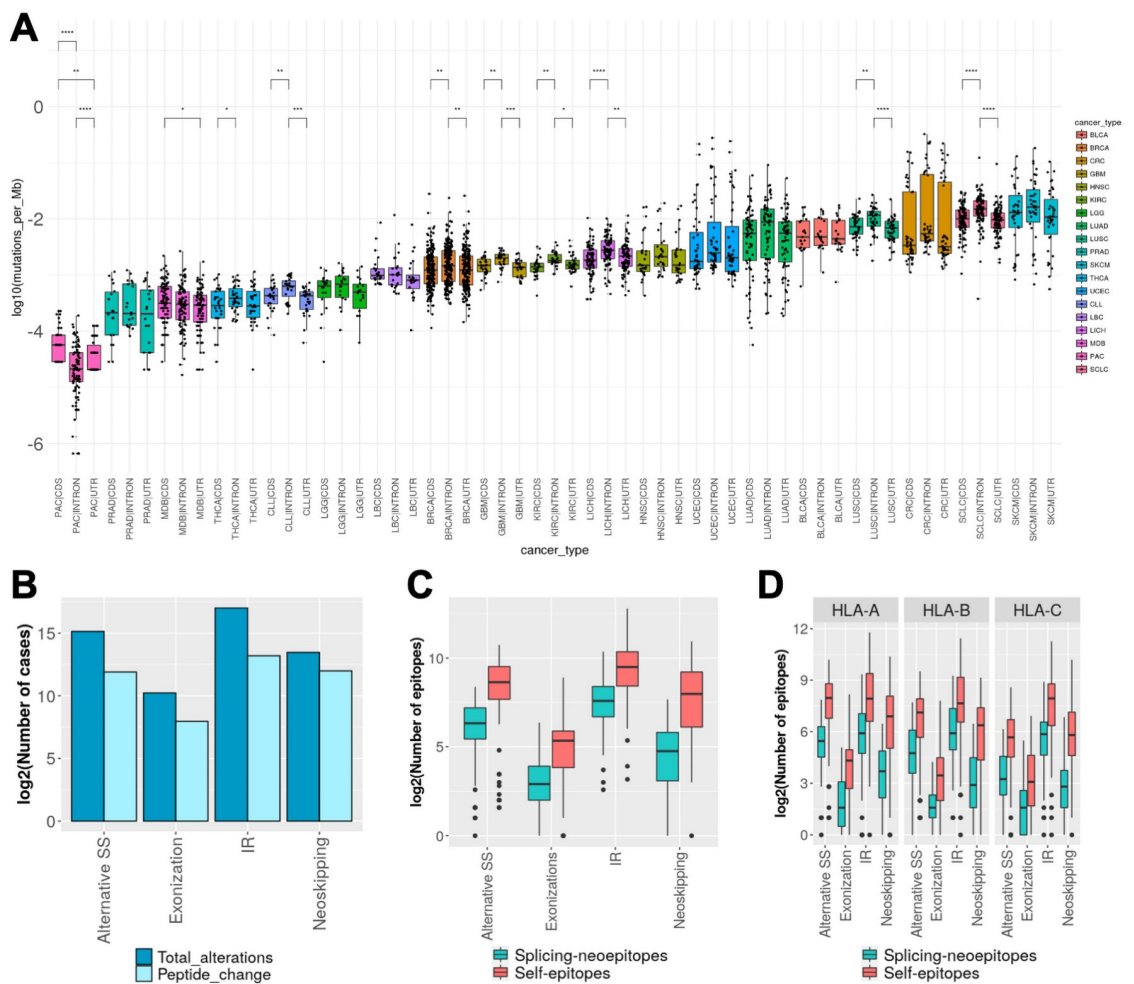 A
**** 
** 
****
*
*
**
***
**
**
**
***
**
*
****
**
**
****
****
****
log10(mutations_per_Mb)
0
-2
-4
-6
PAC|CDS
PAC|INTRON
PAC|UTR
PRAD|CDS
PRAD|INTRON
PRAD|UTR
MDB|CDS
MDB|INTRON
MDB|UTR
THCA|CDS
THCA|INTRON
THCA|UTR
CLL|CDS
CLL|INTRON
CLL|UTR
LGG|CDS
LGG|INTRON
LGG|UTR
LBC|CDS
LBC|INTRON
LBC|UTR
BRCA|CDS
BRCA|INTRON
BRCA|UTR
GBM|CDS
GBM|INTRON
GBM|UTR
KIRC|CDS
KIRC|INTRON
KIRC|UTR
LICH|CDS
LICH|INTRON
LICH|UTR
HNSC|CDS
HNSC|INTRON
HNSC|UTR
UCEC|CDS
UCEC|INTRON
UCEC|UTR
LUAD|CDS
LUAD|INTRON
LUAD|UTR
BLCA|CDS
BLCA|INTRON
BLCA|UTR
LUSC|CDS
LUSC|INTRON
LUSC|UTR
CRC|CDS
CRC|INTRON
CRC|UTR
SCLC|CDS
SCLC|INTRON
SCLC|UTR
SKCM|CDS
SKCM|INTRON
SKCM|UTR
cancer_type
cancer_type
BLCA
BRCA
CRC
GBM
HNSC
KIRC
LGG
LUAD
LUSC
PRAD
SKCM
THCA
UCEC
CLL
LBC
LICH
MDB
PAC
SCLC
B
log2(Number of cases)
15
10
5
0
Alternative SS
Exonization
IR
Neoskipping
Total_alterations
Peptide_change
C
log2(Number of epitopes)
10
5
0
Alternative SS
Exonizations
IR
Neoskipping
Splicing-neoepitopes
Self-epitopes
D
HLA-A HLA-B HLA-C
log2(Number of epitopes)
12
9
6
3
0
Alternative SS
Exonization
IR
Neoskipping
Alternative SS
Exonization
IR
Neoskipping
Alternative SS
Exonization
IR
Neoskipping
Splicing-neoepitopes
Self-epitopes